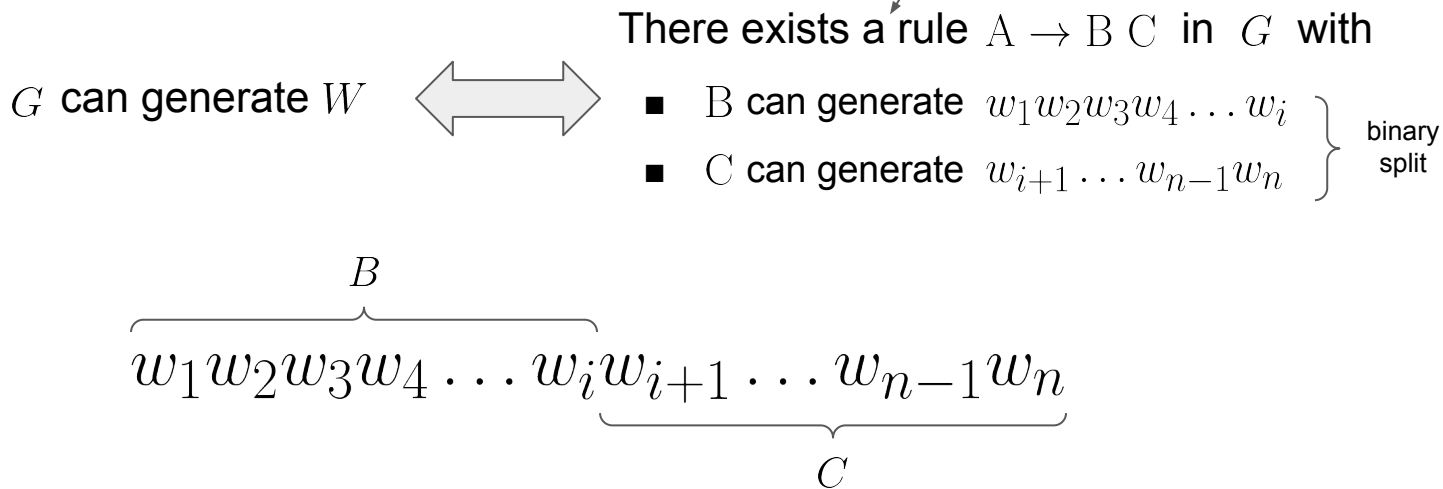 There exists a rule A → B C in G with
G can generate W
■ B can generate w₁w₂w₃w₄ … wᵢ
■ C can generate wᵢ₊₁ … wₙ₋₁wₙ
binary
split
B
w₁w₂w₃w₄ … wᵢwᵢ₊₁ … wₙ₋₁wₙ
C